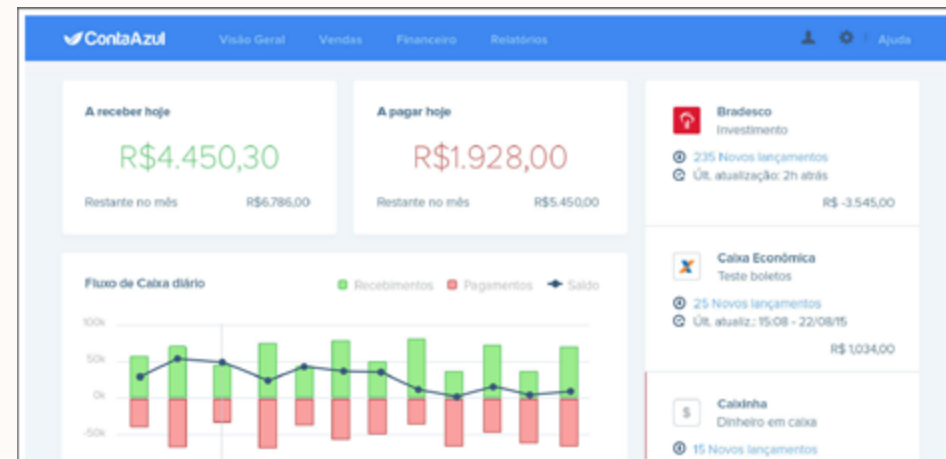 ContaAzul Visão Geral Vendas Financeiro Relatórios Ajuda
A receber hoje
R$4.450,30
Restante no mês R$6.786,00
A pagar hoje
R$1.928,00
Restante no mês R$5.450,00
Fluxo de Caixa diário Recebimentos Pagamentos Saldo
100k
50k
0k
-50k
Bradesco
Investimento
235 Novos lançamentos
Últ. atualização: 2h atrás
R$ -3.545,00
Caixa Econômica
Teste boletos
25 Novos lançamentos
Últ. atualiz.: 15:08 - 22/08/15
R$ 1,034,00
$
Caixinha
Dinheiro em caixa
15 Novos lançamentos